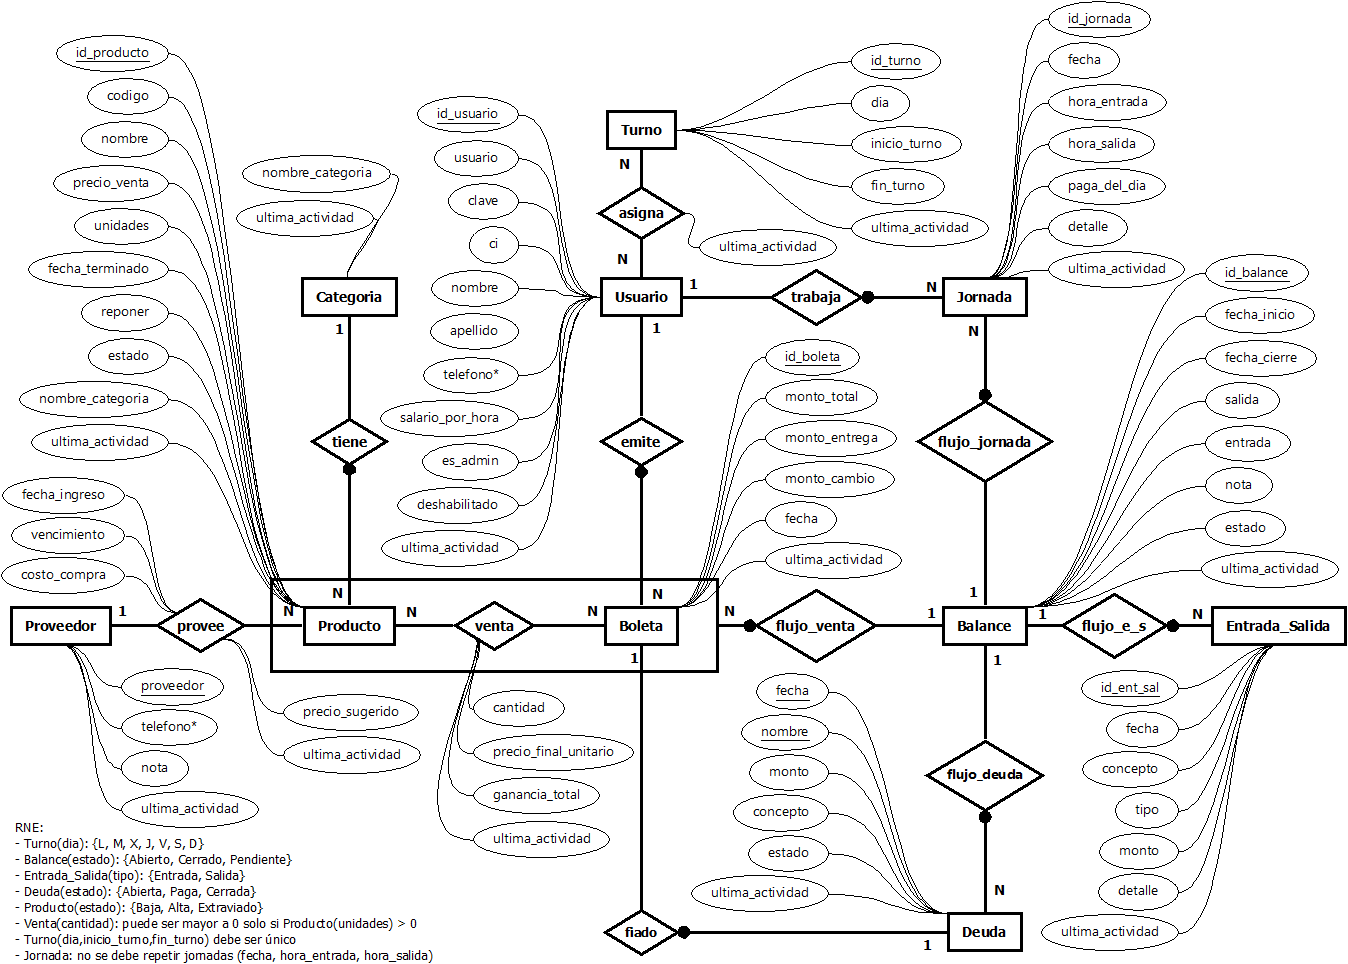 id_producto
codigo
nombre
precio_venta
unidades
fecha_terminado
reponer
estado
nombre_categoria
ultima_actividad
nombre_categoria
ultima_actividad
Categoria
1
tiene
N
id_usuario
usuario
clave
ci
nombre
apellido
telefono*
salario_por_hora
es_admin
deshabilitado
ultima_actividad
Turno
N
asigna
N
ultima_actividad
id_turno
dia
inicio_turno
fin_turno
ultima_actividad
Usuario
1
trabaja
N
Jornada
1
emite
N
id_jornada
fecha
hora_entrada
hora_salida
paga_del_dia
detalle
ultima_actividad
N
flujo_jornada
1
id_boleta
monto_total
monto_entrega
monto_cambio
fecha
ultima_actividad
id_balance
fecha_inicio
fecha_cierre
salida
entrada
nota
estado
ultima_actividad
fecha_ingreso
vencimiento
costo_compra
Proveedor
1
provee
N
Producto
N
venta
N
Boleta
N
flujo_venta
1
Balance
1
flujo_e_s
N
Entrada_Salida
proveedor
telefono*
nota
ultima_actividad
precio_sugerido
ultima_actividad
cantidad
precio_final_unitario
ganancia_total
ultima_actividad
1
fiado
1
fecha
nombre
monto
concepto
estado
ultima_actividad
1
flujo_deuda
N
Deuda
id_ent_sal
fecha
concepto
tipo
monto
detalle
ultima_actividad
RNE:
- Turno(dia): {L, M, X, J, V, S, D}
- Balance(estado): {Abierto, Cerrado, Pendiente}
- Entrada_Salida(tipo): {Entrada, Salida}
- Deuda(estado): {Abierta, Paga, Cerrada}
- Producto(estado): {Baja, Alta, Extraviado}
- Venta(cantidad): puede ser mayor a 0 solo si Producto(unidades) > 0
- Turno(dia,inicio_turno,fin_turno) debe ser único
- Jornada: no se debe repetir jornadas (fecha, hora_entrada, hora_salida)